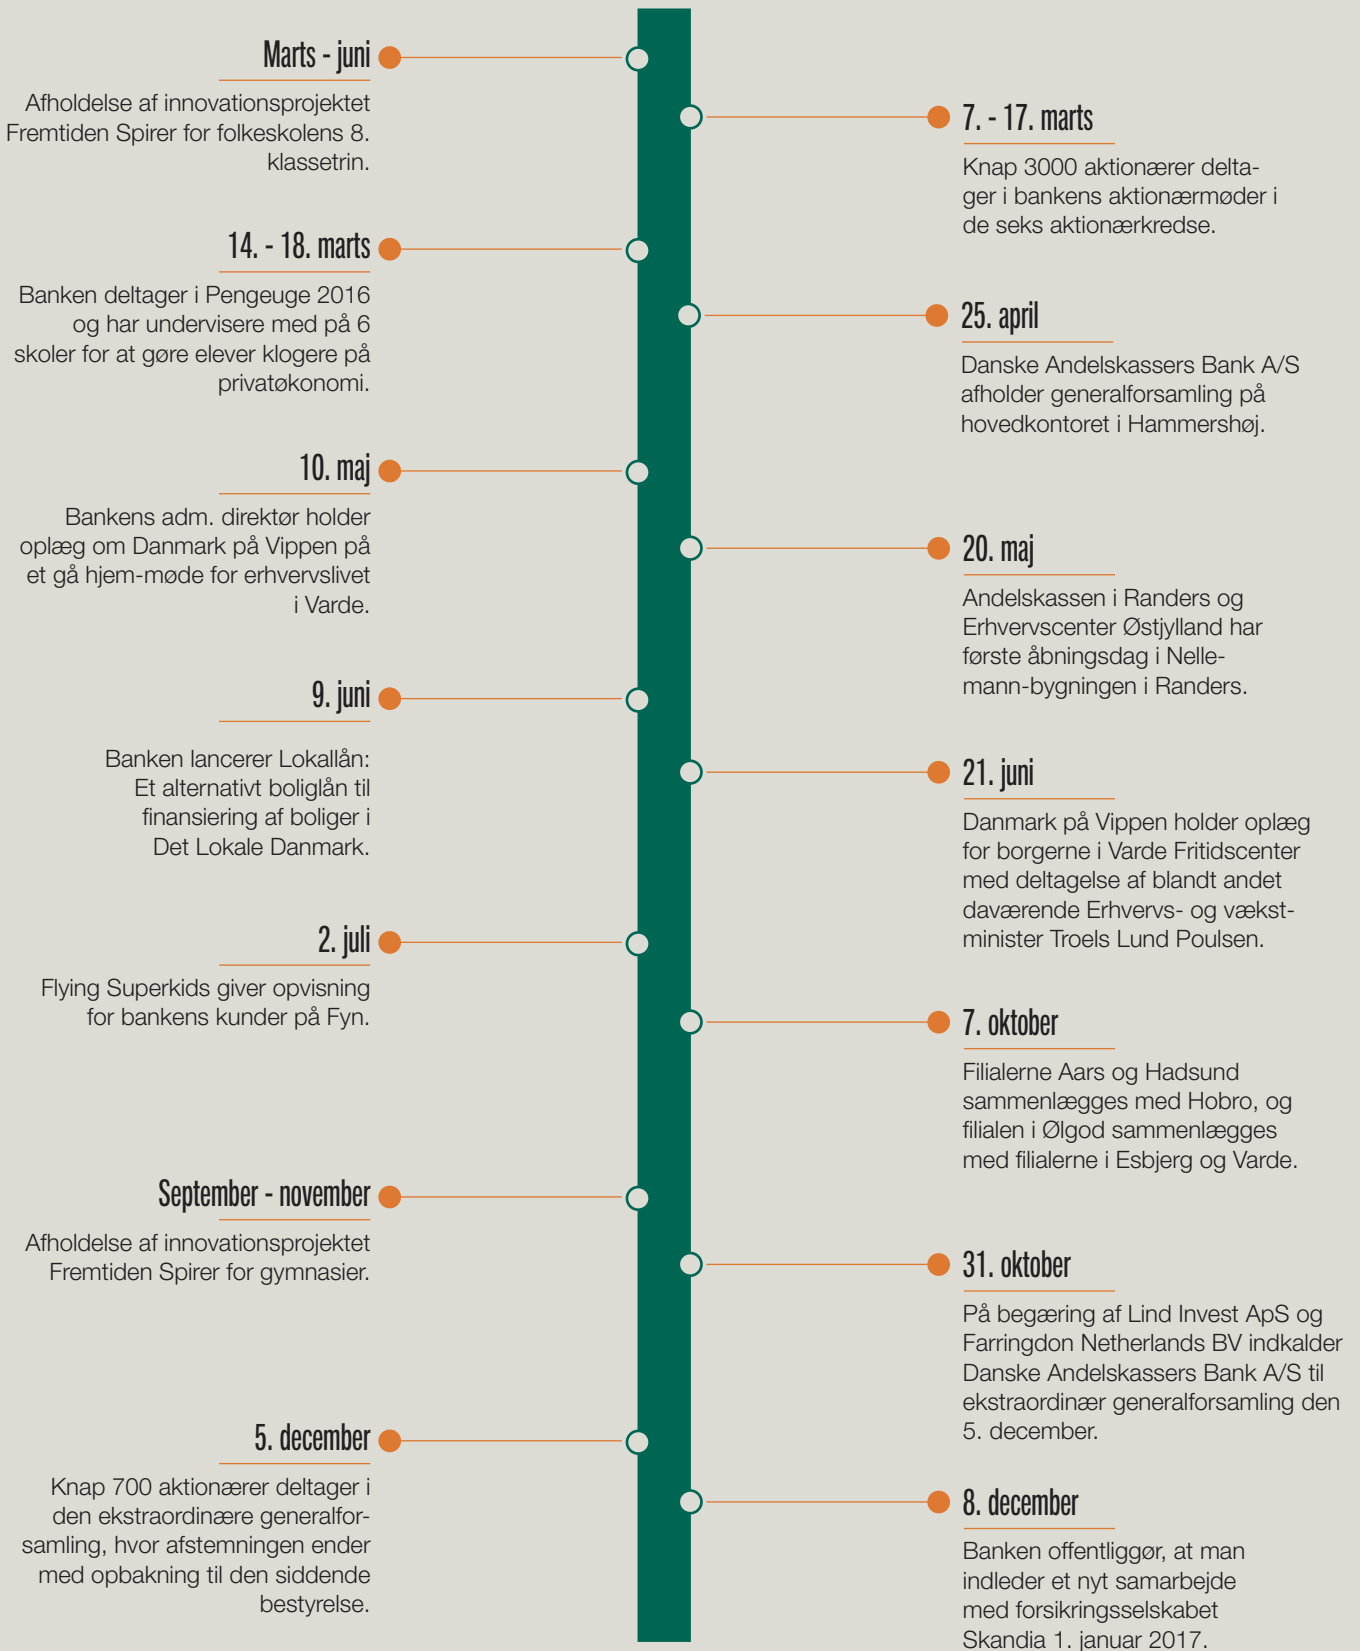 Marts - juni
Afholdelse af innovationsprojektet
Fremtiden Spirer for folkeskolens 8.
klassetrin.
7. - 17. marts
Knap 3000 aktionærer delta-
ger i bankens aktionærmøder i
de seks aktionærkredse.
14. - 18. marts
Banken deltager i Pengeuge 2016
og har undervisere med på 6
skoler for at gøre elever klogere på
privatøkonomi.
25. april
Danske Andelskassers Bank A/S
afholder generalforsamling på
hovedkontoret i Hammershøj.
10. maj
Bankens adm. direktør holder
oplæg om Danmark på Vippen på
et gå hjem-møde for erhvervslivet
i Varde.
20. maj
Andelskassen i Randers og
Erhvervscenter Østjylland har
første åbningsdag i Nelle-
mann-bygningen i Randers.
9. juni
Banken lancerer Lokallån:
Et alternativt boliglån til
finansiering af boliger i
Det Lokale Danmark.
21. juni
Danmark på Vippen holder oplæg
for borgerne i Varde Fritidscenter
med deltagelse af blandt andet
daværende Erhvervs- og vækst-
minister Troels Lund Poulsen.
2. juli
Flying Superkids giver opvisning
for bankens kunder på Fyn.
7. oktober
Filialerne Aars og Hadsund
sammenlægges med Hobro, og
filialen i Ølgod sammenlægges
med filialerne i Esbjerg og Varde.
September - november
Afholdelse af innovationsprojektet
Fremtiden Spirer for gymnasier.
31. oktober
På begæring af Lind Invest ApS og
Farringdon Netherlands BV indkalder
Danske Andelskassers Bank A/S til
ekstraordinær generalforsamling den
5. december.
5. december
Knap 700 aktionærer deltager i
den ekstraordinære generalfor-
samling, hvor afstemningen ender
med opbakning til den siddende
bestyrelse.
8. december
Banken offentliggør, at man
indleder et nyt samarbejde
med forsikringsselskabet
Skandia 1. januar 2017.